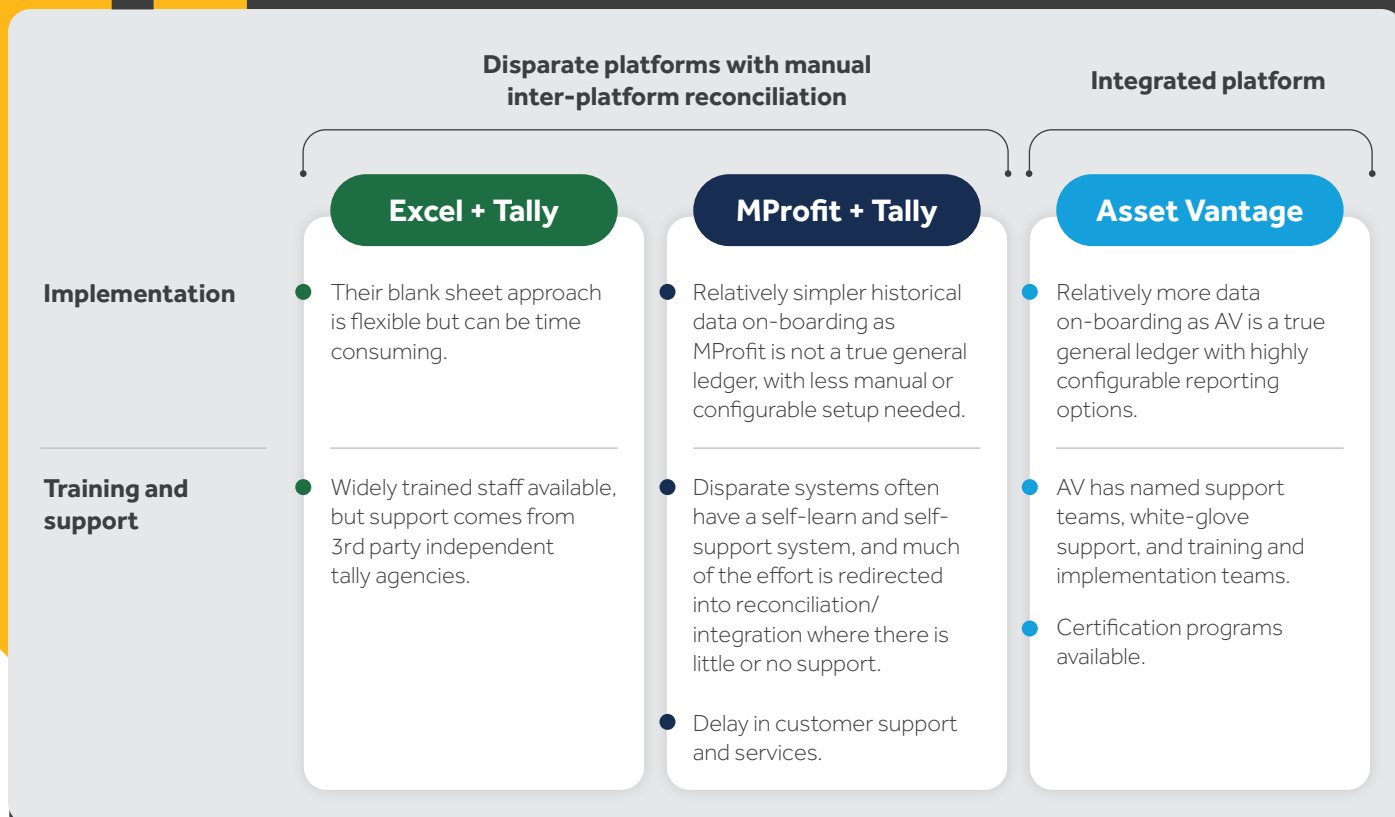 Disparate platforms with manual
inter-platform reconciliation
Integrated platform
Excel + Tally
MProfit + Tally
Asset Vantage
Implementation
Their blank sheet approach
is flexible but can be time
consuming.
Relatively simpler historical
data on-boarding as
MProfit is not a true general
ledger, with less manual or
configurable setup needed.
Relatively more data
on-boarding as AV is a true
general ledger with highly
configurable reporting
options.
Training and
support
Widely trained staff available,
but support comes from
3rd party independent
tally agencies.
Disparate systems often
have a self-learn and self-
support system, and much
of the effort is redirected
into reconciliation/
integration where there is
little or no support.
Delay in customer support
and services.
AV has named support
teams, white-glove
support, and training and
implementation teams.
Certification programs
available.